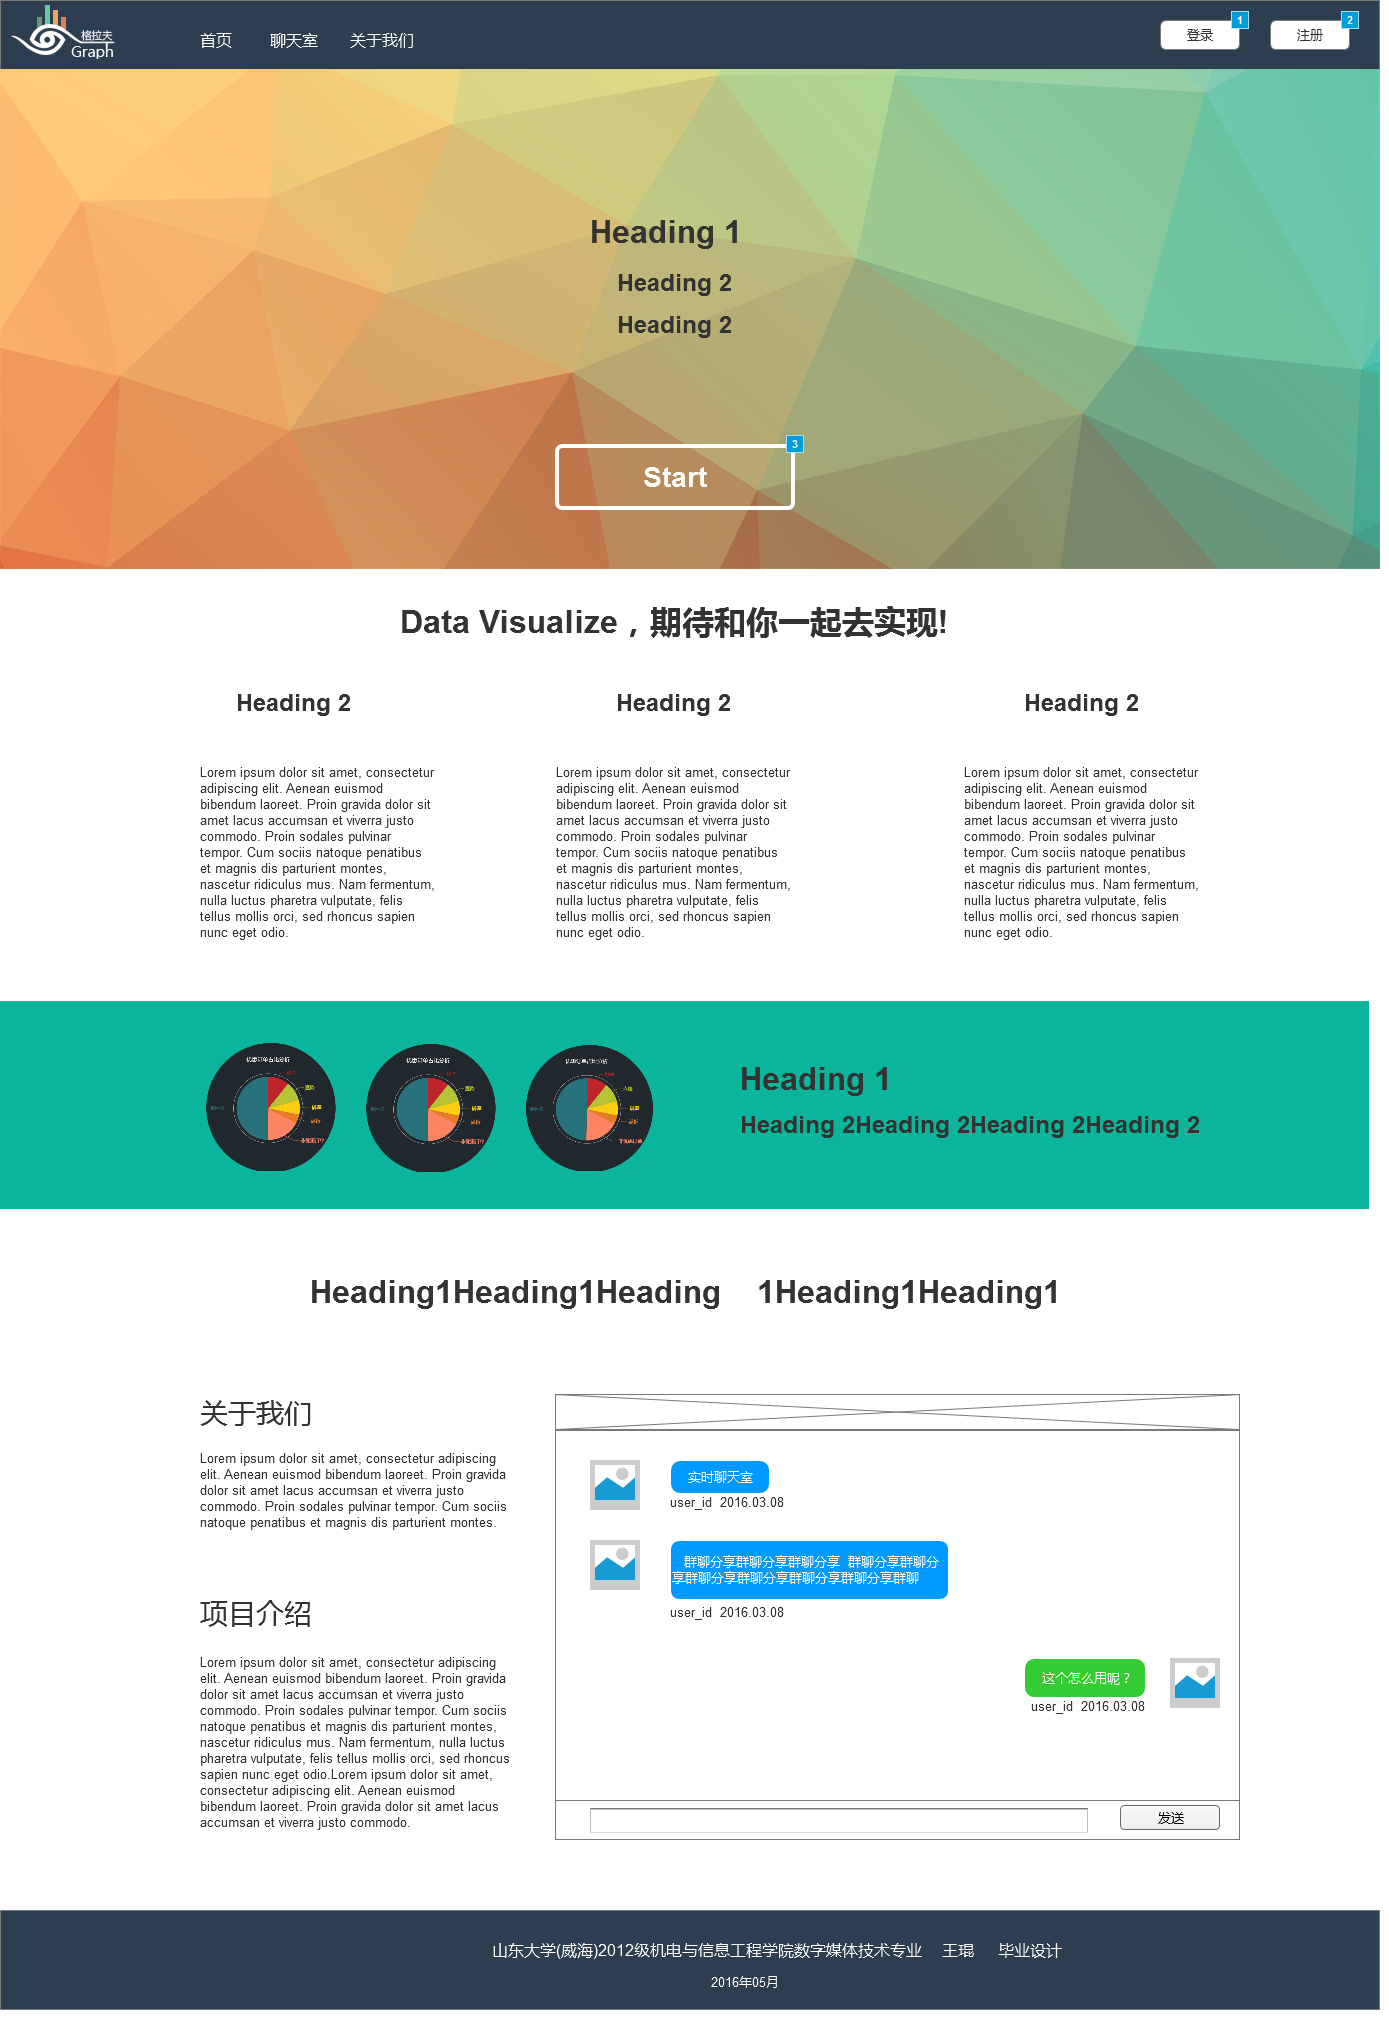 格拉夫
Graph
首页 聊天室 关于我们
登录 1
注册 2
Heading 1
Heading 2
Heading 2
3
Start
Data Visualize，期待和你一起去实现!
Heading 2
Lorem ipsum dolor sit amet, consectetur
adipiscing elit. Aenean euismod
bibendum laoreet. Proin gravida dolor sit
amet lacus accumsan et viverra justo
commodo. Proin sodales pulvinar
tempor. Cum sociis natoque penatibus
et magnis dis parturient montes,
nascetur ridiculus mus. Nam fermentum,
nulla luctus pharetra vulputate, felis
tellus mollis orci, sed rhoncus sapien
nunc eget odio.
Heading 2
Lorem ipsum dolor sit amet, consectetur
adipiscing elit. Aenean euismod
bibendum laoreet. Proin gravida dolor sit
amet lacus accumsan et viverra justo
commodo. Proin sodales pulvinar
tempor. Cum sociis natoque penatibus
et magnis dis parturient montes,
nascetur ridiculus mus. Nam fermentum,
nulla luctus pharetra vulputate, felis
tellus mollis orci, sed rhoncus sapien
nunc eget odio.
Heading 2
Lorem ipsum dolor sit amet, consectetur
adipiscing elit. Aenean euismod
bibendum laoreet. Proin gravida dolor sit
amet lacus accumsan et viverra justo
commodo. Proin sodales pulvinar
tempor. Cum sociis natoque penatibus
et magnis dis parturient montes,
nascetur ridiculus mus. Nam fermentum,
nulla luctus pharetra vulputate, felis
tellus mollis orci, sed rhoncus sapien
nunc eget odio.
Heading 1
Heading 2Heading 2Heading 2Heading 2
Heading1Heading1Heading 1Heading1Heading1
关于我们
Lorem ipsum dolor sit amet, consectetur adipiscing
elit. Aenean euismod bibendum laoreet. Proin gravida
dolor sit amet lacus accumsan et viverra justo
commodo. Proin sodales pulvinar tempor. Cum sociis
natoque penatibus et magnis dis parturient montes.
项目介绍
Lorem ipsum dolor sit amet, consectetur adipiscing
elit. Aenean euismod bibendum laoreet. Proin gravida
dolor sit amet lacus accumsan et viverra justo
commodo. Proin sodales pulvinar tempor. Cum sociis
natoque penatibus et magnis dis parturient montes,
nascetur ridiculus mus. Nam fermentum, nulla luctus
pharetra vulputate, felis tellus mollis orci, sed rhoncus
sapien nunc eget odio.Lorem ipsum dolor sit amet,
consectetur adipiscing elit. Aenean euismod
bibendum laoreet. Proin gravida dolor sit amet lacus
accumsan et viverra justo commodo.
实时聊天室
user_id 2016.03.08
群聊分享群聊分享群聊分享 群聊分享群聊分
享群聊分享群聊分享群聊分享群聊分享群聊
user_id 2016.03.08
这个怎么用呢？
user_id 2016.03.08
发送
山东大学(威海)2012级机电与信息工程学院数字媒体技术专业 王琨 毕业设计
2016年05月